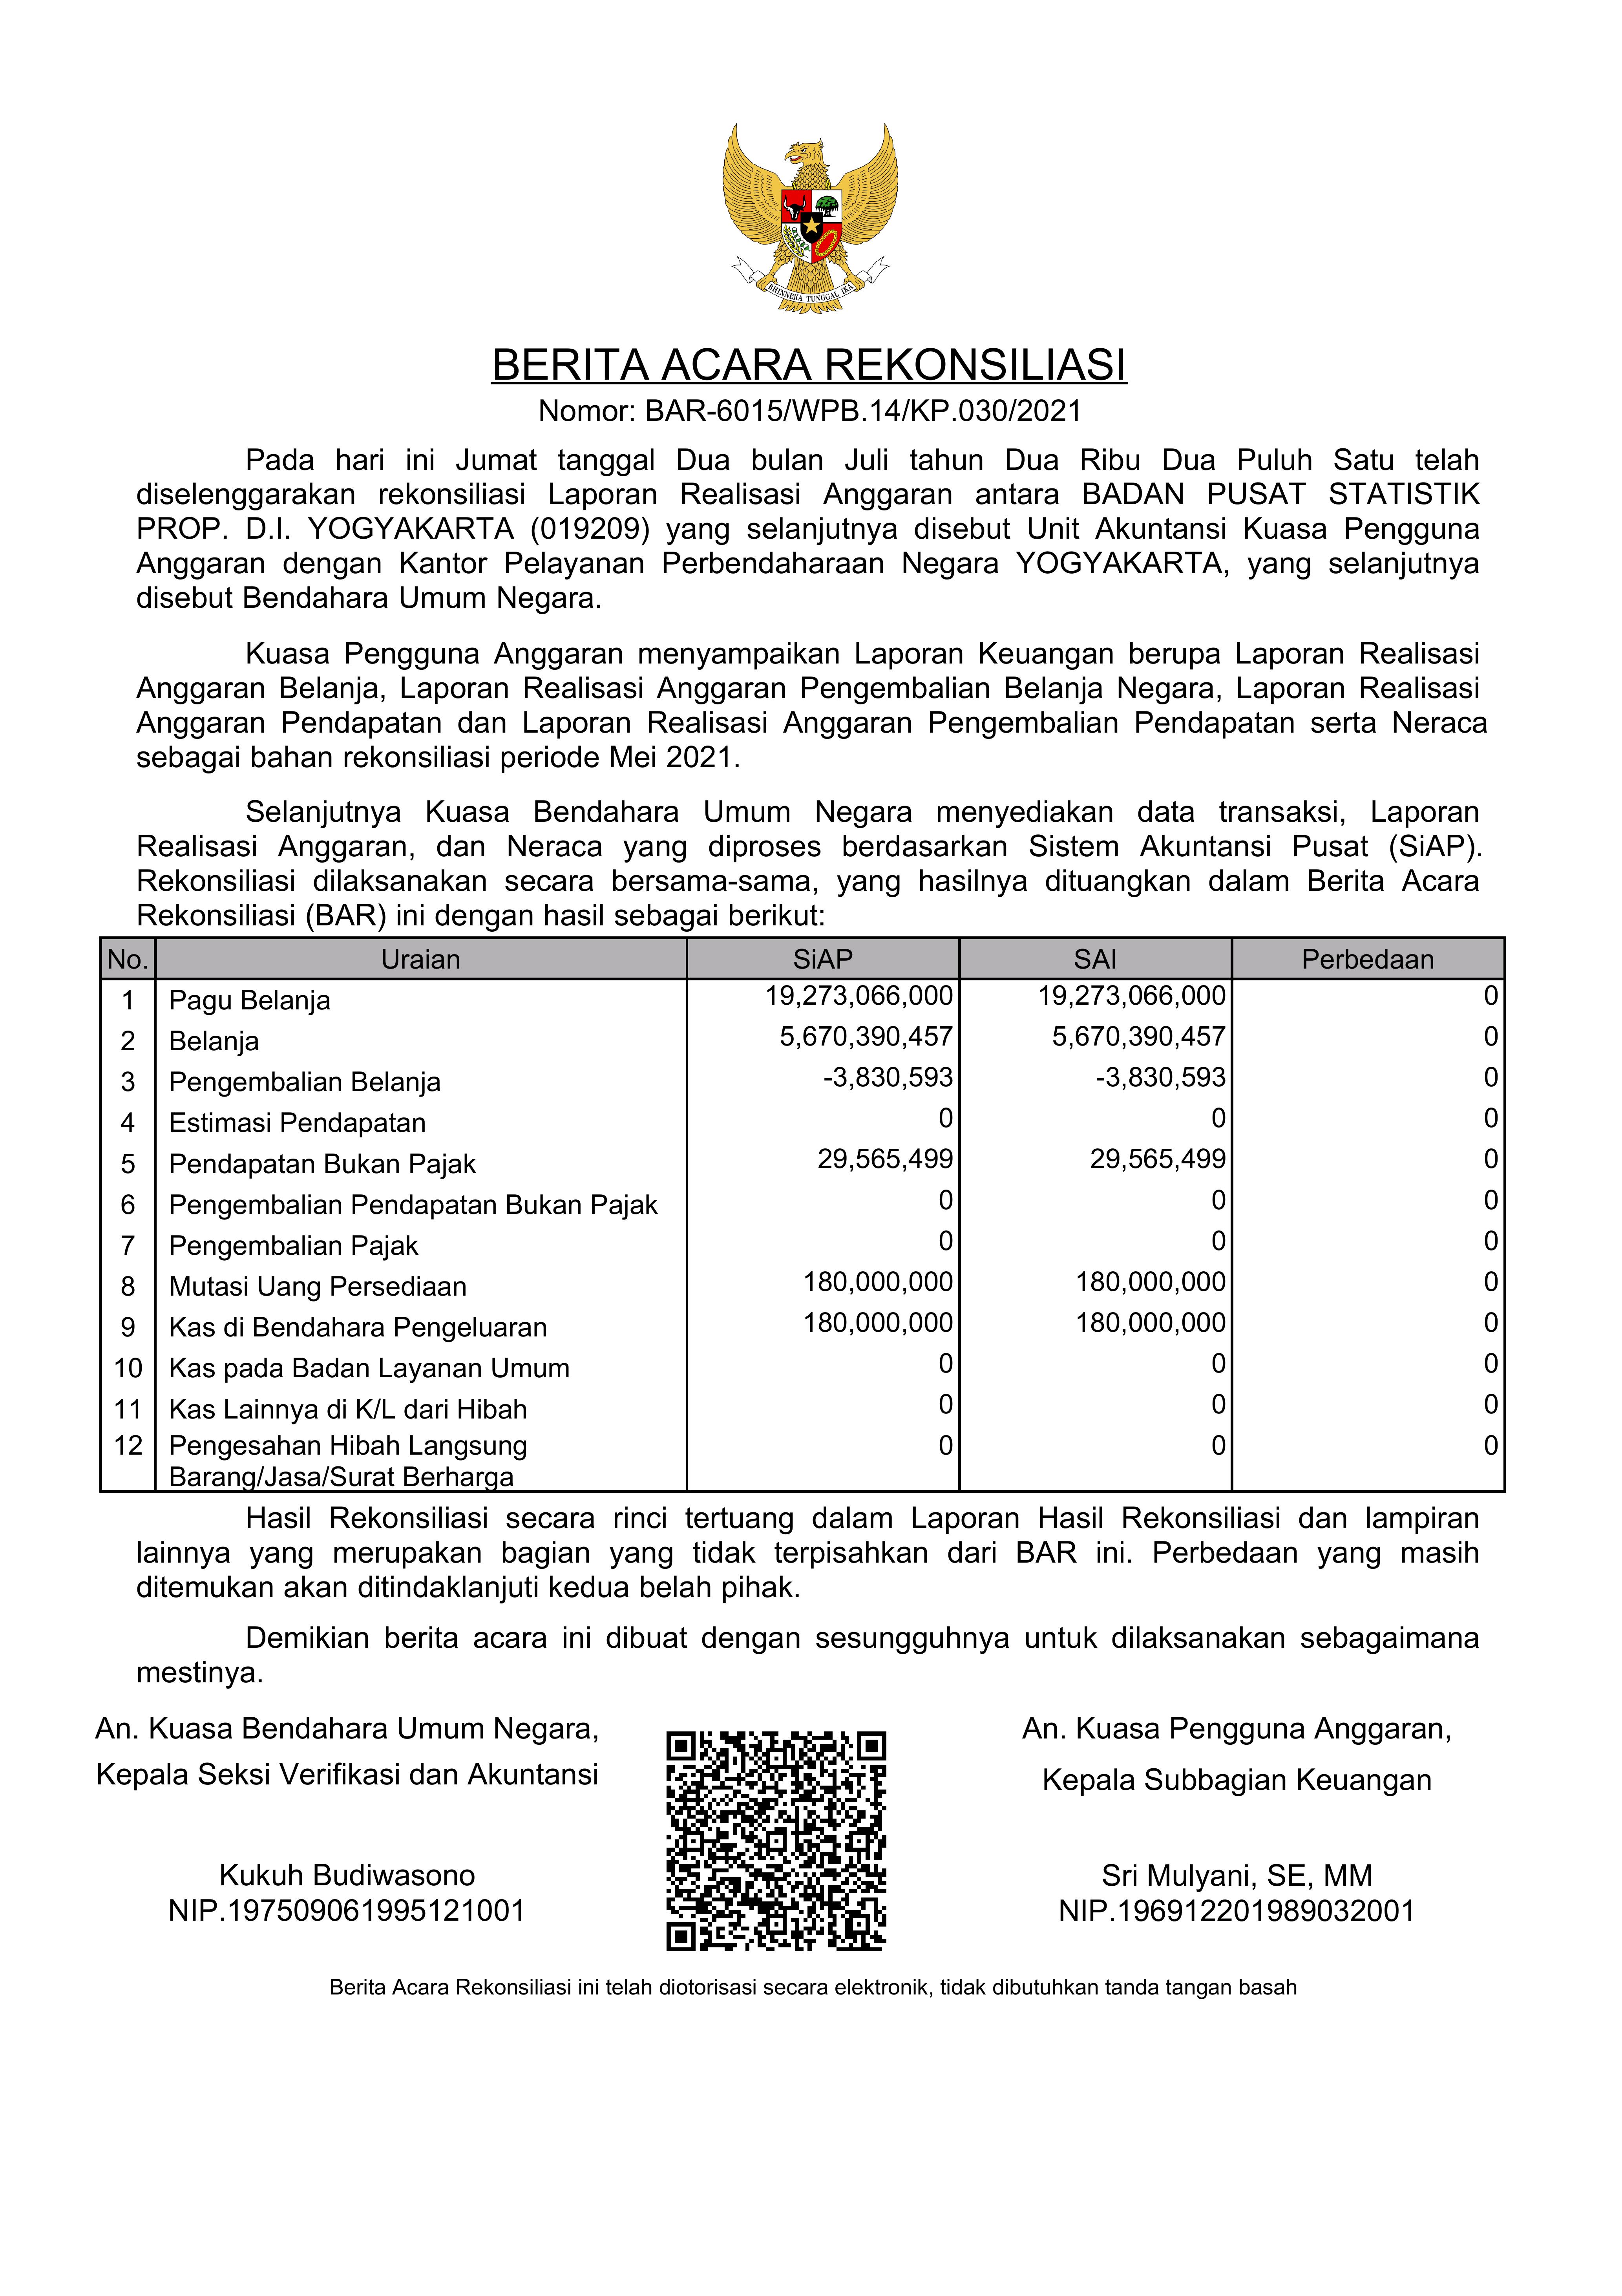 BHINNEKA TUNGGAL IKA
BERITA ACARA REKONSILIASI
Nomor: BAR-6015/WPB.14/KP.030/2021
Pada hari ini Jumat tanggal Dua bulan Juli tahun Dua Ribu Dua Puluh Satu telah
diselenggarakan rekonsiliasi Laporan Realisasi Anggaran antara BADAN PUSAT STATISTIK
PROP. D.I. YOGYAKARTA (019209) yang selanjutnya disebut Unit Akuntansi Kuasa Pengguna
Anggaran dengan Kantor Pelayanan Perbendaharaan Negara YOGYAKARTA, yang selanjutnya
disebut Bendahara Umum Negara.
Kuasa Pengguna Anggaran menyampaikan Laporan Keuangan berupa Laporan Realisasi
Anggaran Belanja, Laporan Realisasi Anggaran Pengembalian Belanja Negara, Laporan Realisasi
Anggaran Pendapatan dan Laporan Realisasi Anggaran Pengembalian Pendapatan serta Neraca
sebagai bahan rekonsiliasi periode Mei 2021.
Selanjutnya Kuasa Bendahara Umum Negara menyediakan data transaksi, Laporan
Realisasi Anggaran, dan Neraca yang diproses berdasarkan Sistem Akuntansi Pusat (SiAP).
Rekonsiliasi dilaksanakan secara bersama-sama, yang hasilnya dituangkan dalam Berita Acara
Rekonsiliasi (BAR) ini dengan hasil sebagai berikut:
No. Uraian SiAP SAI Perbedaan
1 Pagu Belanja 19,273,066,000 19,273,066,000 0
2 Belanja 5,670,390,457 5,670,390,457 0
3 Pengembalian Belanja -3,830,593 -3,830,593 0
4 Estimasi Pendapatan 0 0 0
5 Pendapatan Bukan Pajak 29,565,499 29,565,499 0
6 Pengembalian Pendapatan Bukan Pajak 0 0 0
7 Pengembalian Pajak 0 0 0
8 Mutasi Uang Persediaan 180,000,000 180,000,000 0
9 Kas di Bendahara Pengeluaran 180,000,000 180,000,000 0
10 Kas pada Badan Layanan Umum 0 0 0
11 Kas Lainnya di K/L dari Hibah 0 0 0
12 Pengesahan Hibah Langsung 0 0 0
Barang/Jasa/Surat Berharga
Hasil Rekonsiliasi secara rinci tertuang dalam Laporan Hasil Rekonsiliasi dan lampiran
lainnya yang merupakan bagian yang tidak terpisahkan dari BAR ini. Perbedaan yang masih
ditemukan akan ditindaklanjuti kedua belah pihak.
Demikian berita acara ini dibuat dengan sesungguhnya untuk dilaksanakan sebagaimana
mestinya.
An. Kuasa Bendahara Umum Negara,
Kepala Seksi Verifikasi dan Akuntansi
Kukuh Budiwasono
NIP.197509061995121001
An. Kuasa Pengguna Anggaran,
Kepala Subbagian Keuangan
Sri Mulyani, SE, MM
NIP.196912201989032001
Berita Acara Rekonsiliasi ini telah diotorisasi secara elektronik, tidak dibutuhkan tanda tangan basah